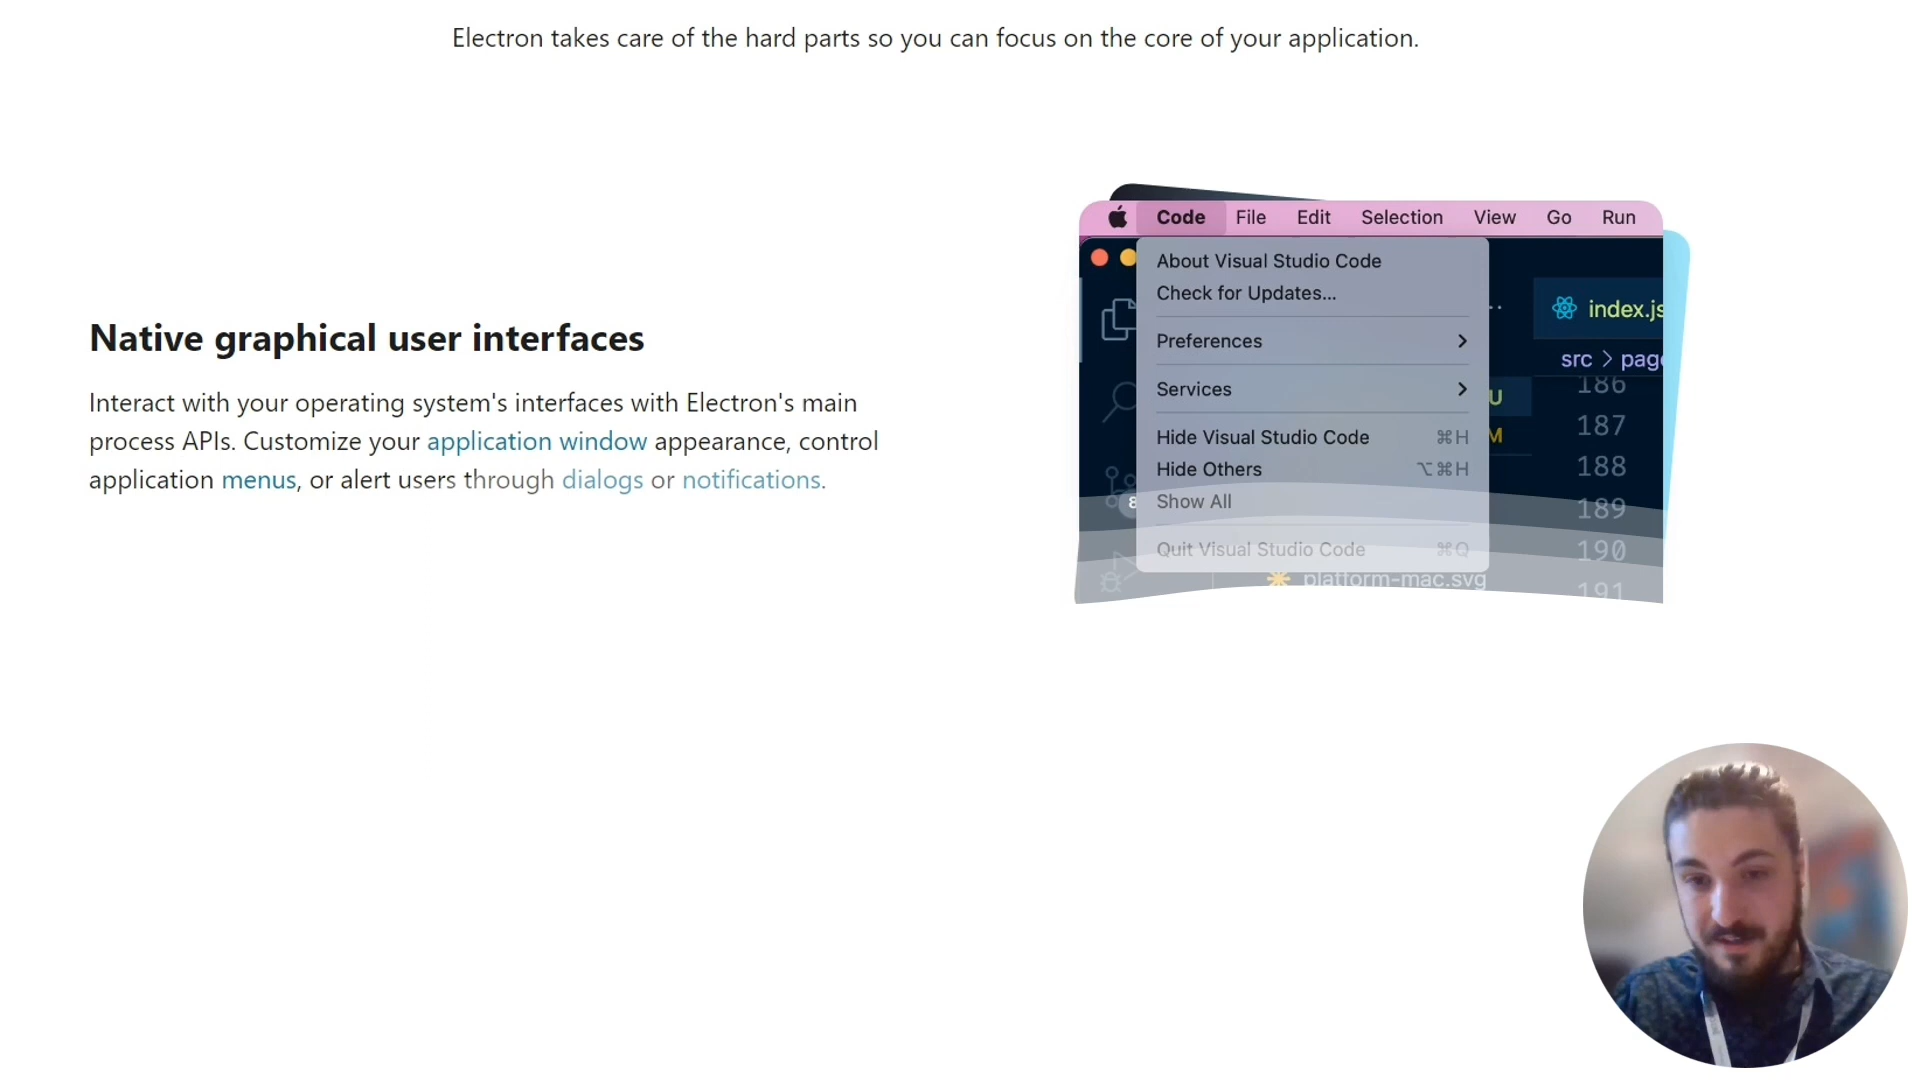 Electron takes care of the hard parts so you can focus on the core of your application.
Native graphical user interfaces
Interact with your operating system's interfaces with Electron's main
process APIs. Customize your application window appearance, control
application menus, or alert users through dialogs or notifications.
Code File Edit Selection View Go Run
About Visual Studio Code
Check for Updates...
Preferences
Services
Hide Visual Studio Code ⌘H
Hide Others ⌥⌘H
Show All
Quit Visual Studio Code ⌘Q
platform-mac.svg
U
M
8
index.js
src > page
186
187
188
189
190
191